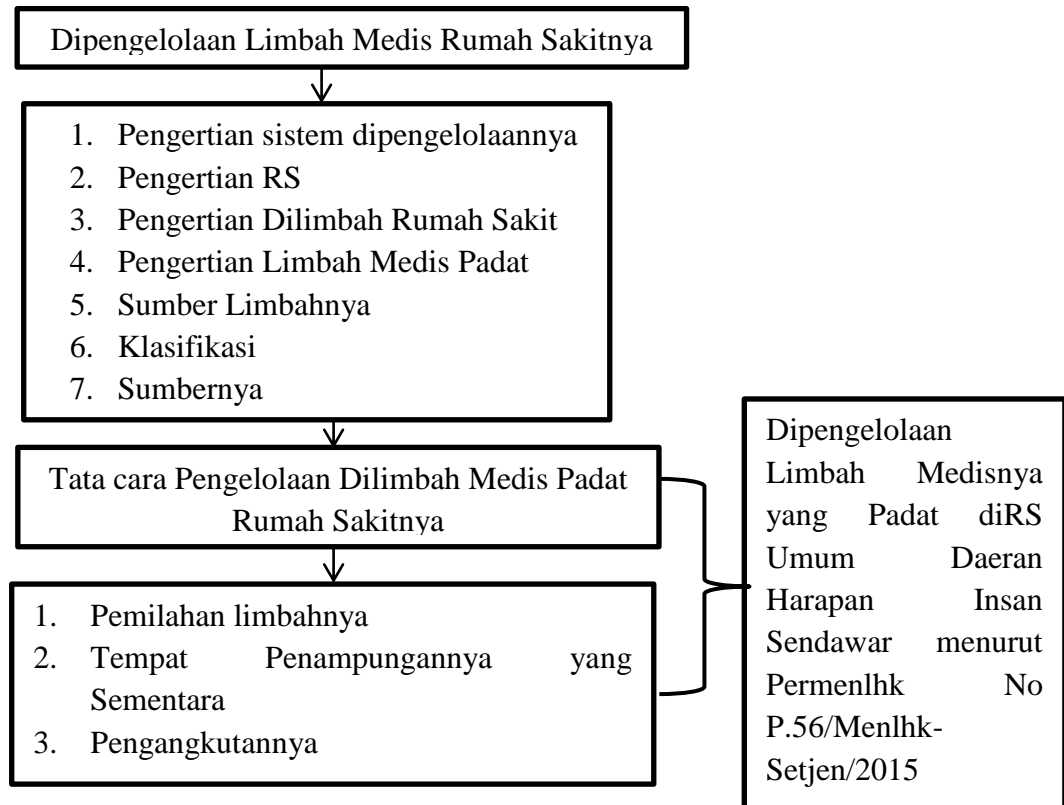 Dipengelolaan Limbah Medis Rumah Sakitnya
1. Pengertian sistem dipengelolaannya
2. Pengertian RS
3. Pengertian Dilimbah Rumah Sakit
4. Pengertian Limbah Medis Padat
5. Sumber Limbahnya
6. Klasifikasi
7. Sumbernya
Tata cara Pengelolaan Dilimbah Medis Padat
Rumah Sakitnya
1. Pemilahan limbahnya
2. Tempat Penampungannya yang
Sementara
3. Pengangkutannya
Dipengelolaan
Limbah Medisnya
yang Padat diRS
Umum Daeran
Harapan Insan
Sendawar menurut
Permenlhk No
P.56/Menlhk-
Setjen/2015